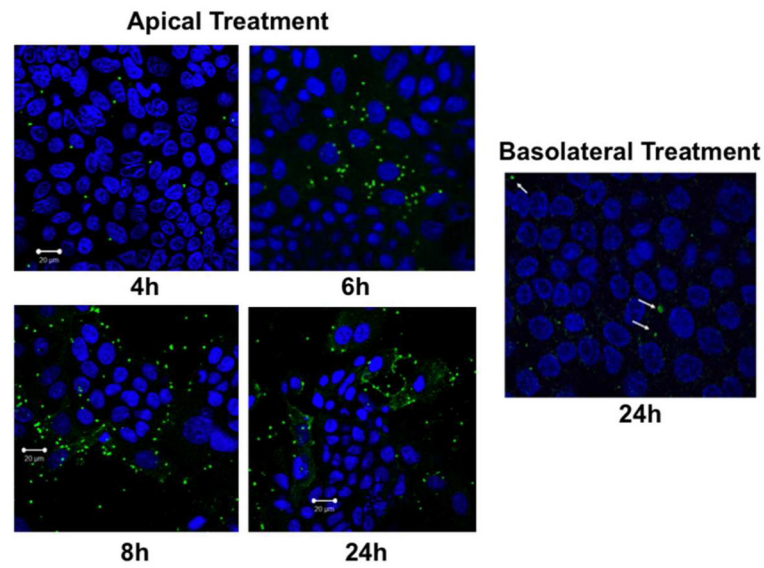 Apical Treatment
20 µm
4h
6h
Basolateral Treatment
24h
20 µm
8h
20 µm
24h